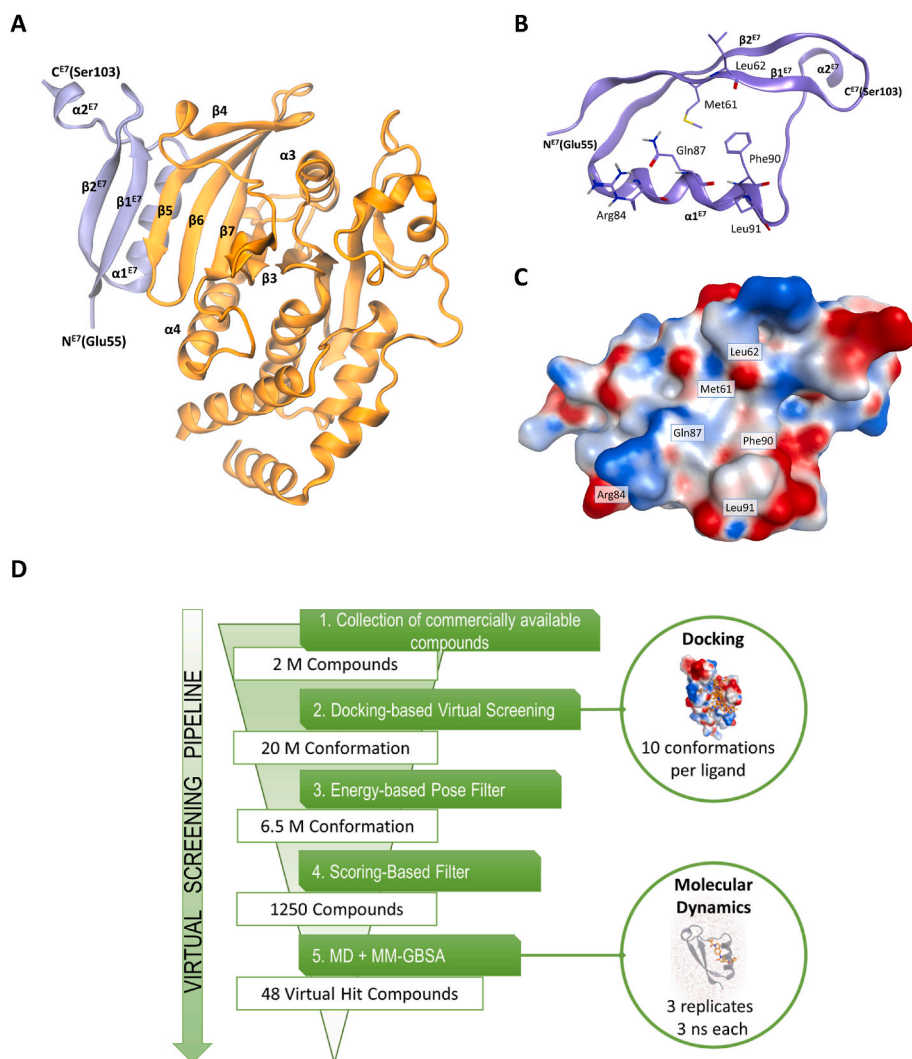 A
C^E7(Ser103)
α2^E7
β4
α3
β2^E7
β1^E7
β5
β6
β7
α1^E7
β3
α4
N^E7(Glu55)
B
β2^E7
Leu62
β1^E7
α2^E7
C^E7(Ser103)
Met61
N^E7(Glu55)
Gln87
Phe90
Arg84
α1^E7
Leu91
C
Leu62
Met61
Gln87
Phe90
Arg84
Leu91
D
VIRTUAL SCREENING PIPELINE
1. Collection of commercially available
compounds
2 M Compounds
2. Docking-based Virtual Screening
20 M Conformation
3. Energy-based Pose Filter
6.5 M Conformation
4. Scoring-Based Filter
1250 Compounds
5. MD + MM-GBSA
48 Virtual Hit Compounds
Docking
10 conformations
per ligand
Molecular
Dynamics
3 replicates
3 ns each